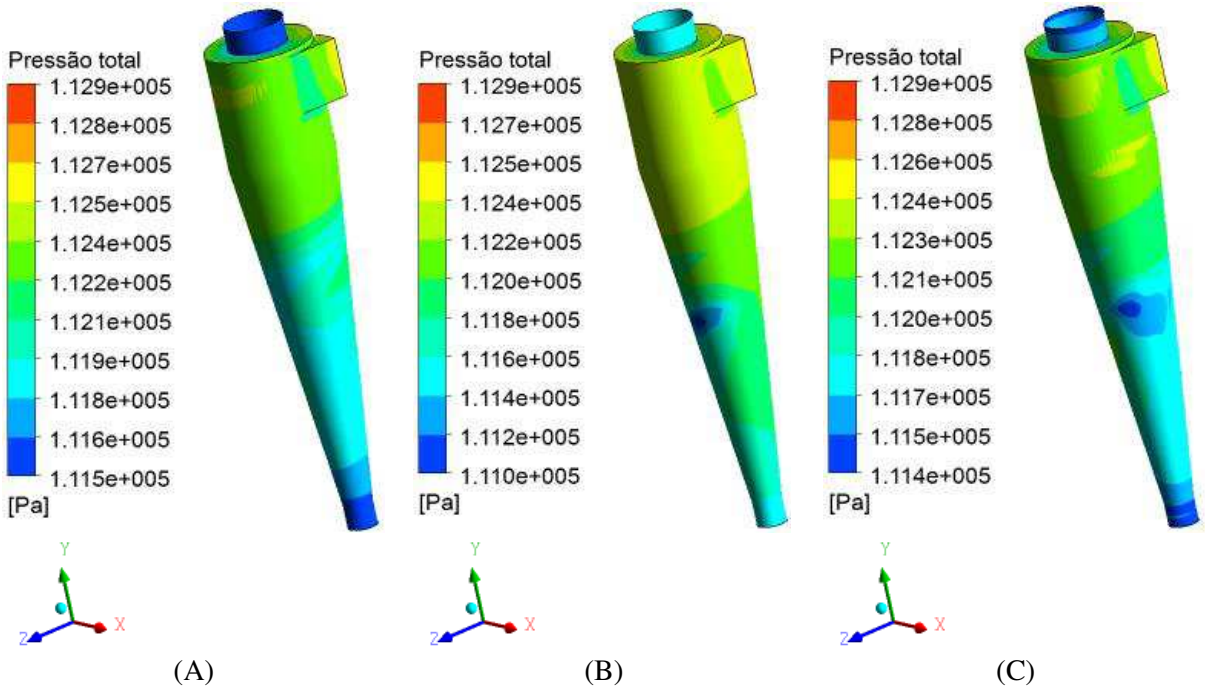 Pressão total
1.129e+005
1.128e+005
1.127e+005
1.125e+005
1.124e+005
1.122e+005
1.121e+005
1.119e+005
1.118e+005
1.116e+005
1.115e+005
[Pa]
Y
Z
X
(A)
Pressão total
1.129e+005
1.127e+005
1.125e+005
1.124e+005
1.122e+005
1.120e+005
1.118e+005
1.116e+005
1.114e+005
1.112e+005
1.110e+005
[Pa]
Y
Z
X
(B)
Pressão total
1.129e+005
1.128e+005
1.126e+005
1.124e+005
1.123e+005
1.121e+005
1.120e+005
1.118e+005
1.117e+005
1.115e+005
1.114e+005
[Pa]
Y
Z
X
(C)